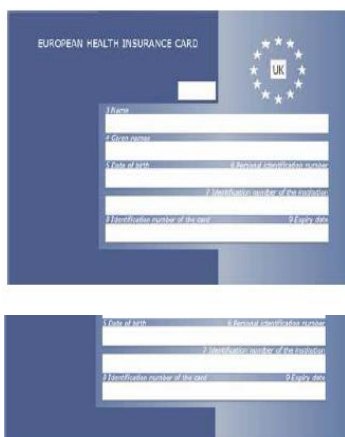 EUROPEAN HEALTH INSURANCE CARD
UK
3 Name
4 Given names
5 Date of birth 6 Personal identification number
7 Identification number of the institution
8 Identification number of the card 9 Expiry date
5 Date of birth 6 Personal identification number
7 Identification number of the institution
8 Identification number of the card 9 Expiry date